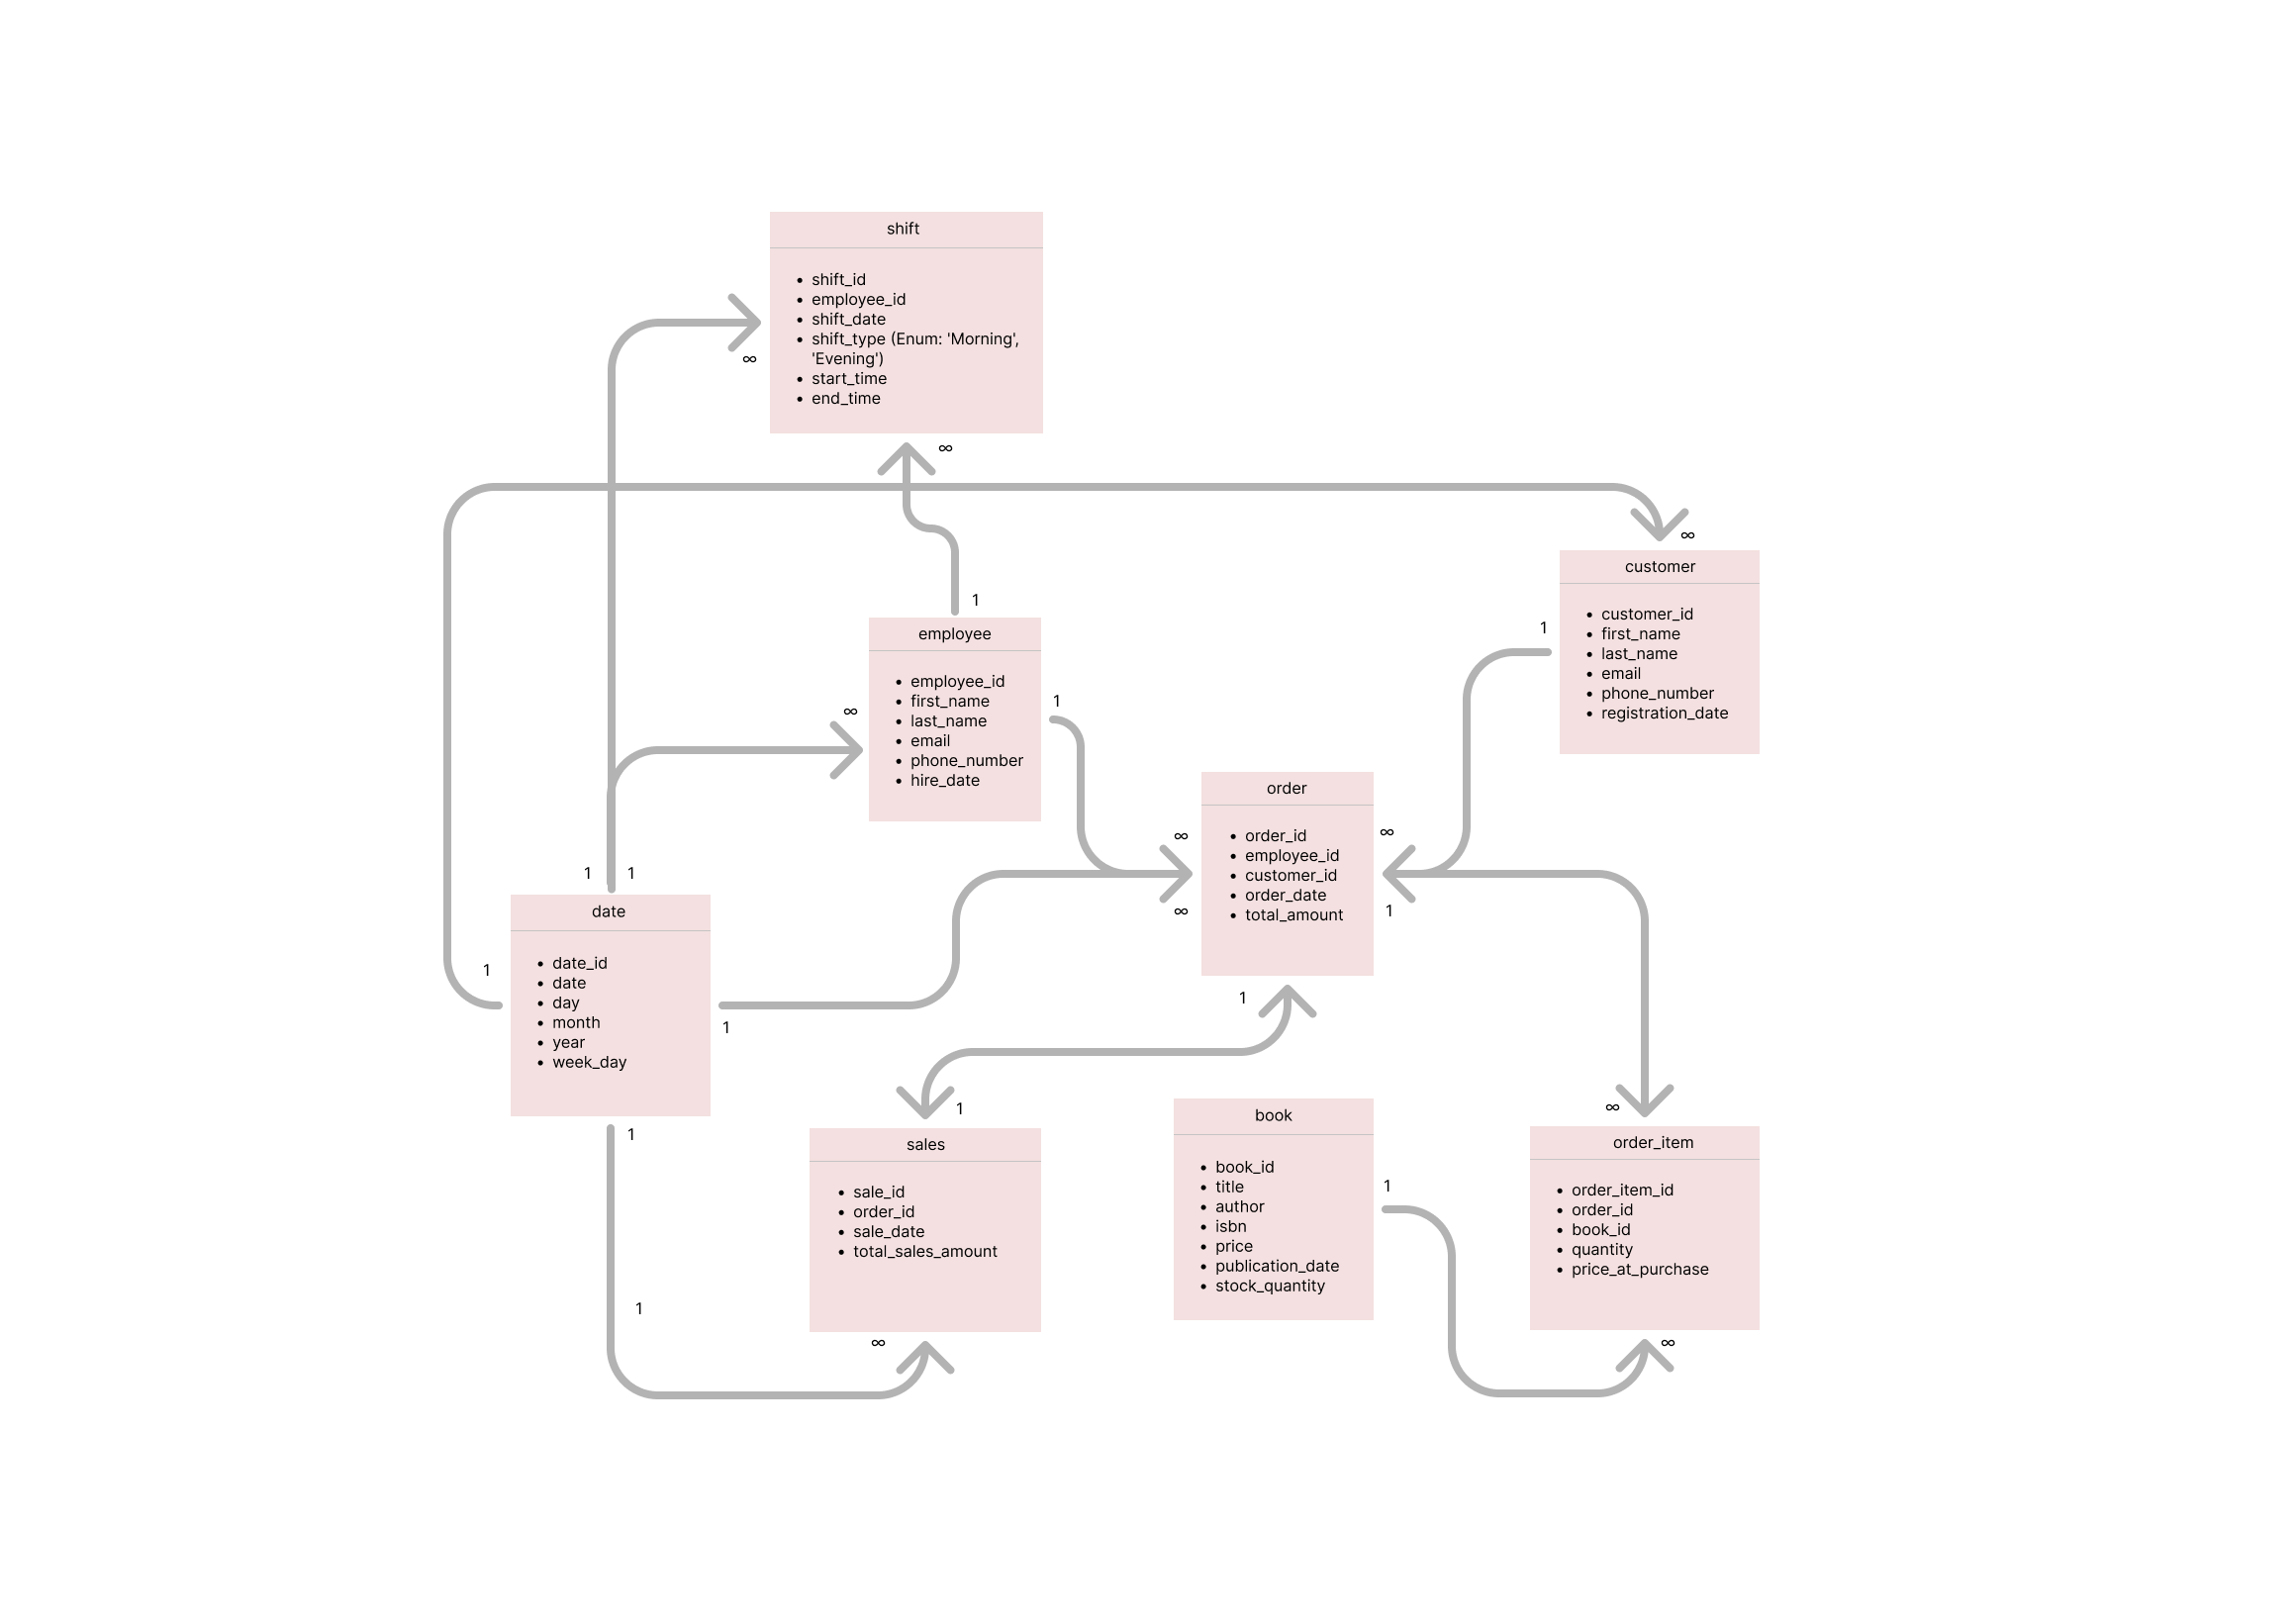 shift
• shift_id
• employee_id
• shift_date
• shift_type (Enum: 'Morning',
'Evening')
• start_time
• end_time
∞
∞
∞
customer
• customer_id
• first_name
• last_name
• email
• phone_number
• registration_date
1
1
employee
• employee_id
• first_name
• last_name
• email
• phone_number
• hire_date
∞
1
order
• order_id
• employee_id
• customer_id
• order_date
• total_amount
∞
∞
∞
1
1
1
1
date
• date_id
• date
• day
• month
• year
• week_day
1
1
1
1
1
∞
sales
• sale_id
• order_id
• sale_date
• total_sales_amount
∞
book
• book_id
• title
• author
• isbn
• price
• publication_date
• stock_quantity
1
∞
order_item
• order_item_id
• order_id
• book_id
• quantity
• price_at_purchase
∞